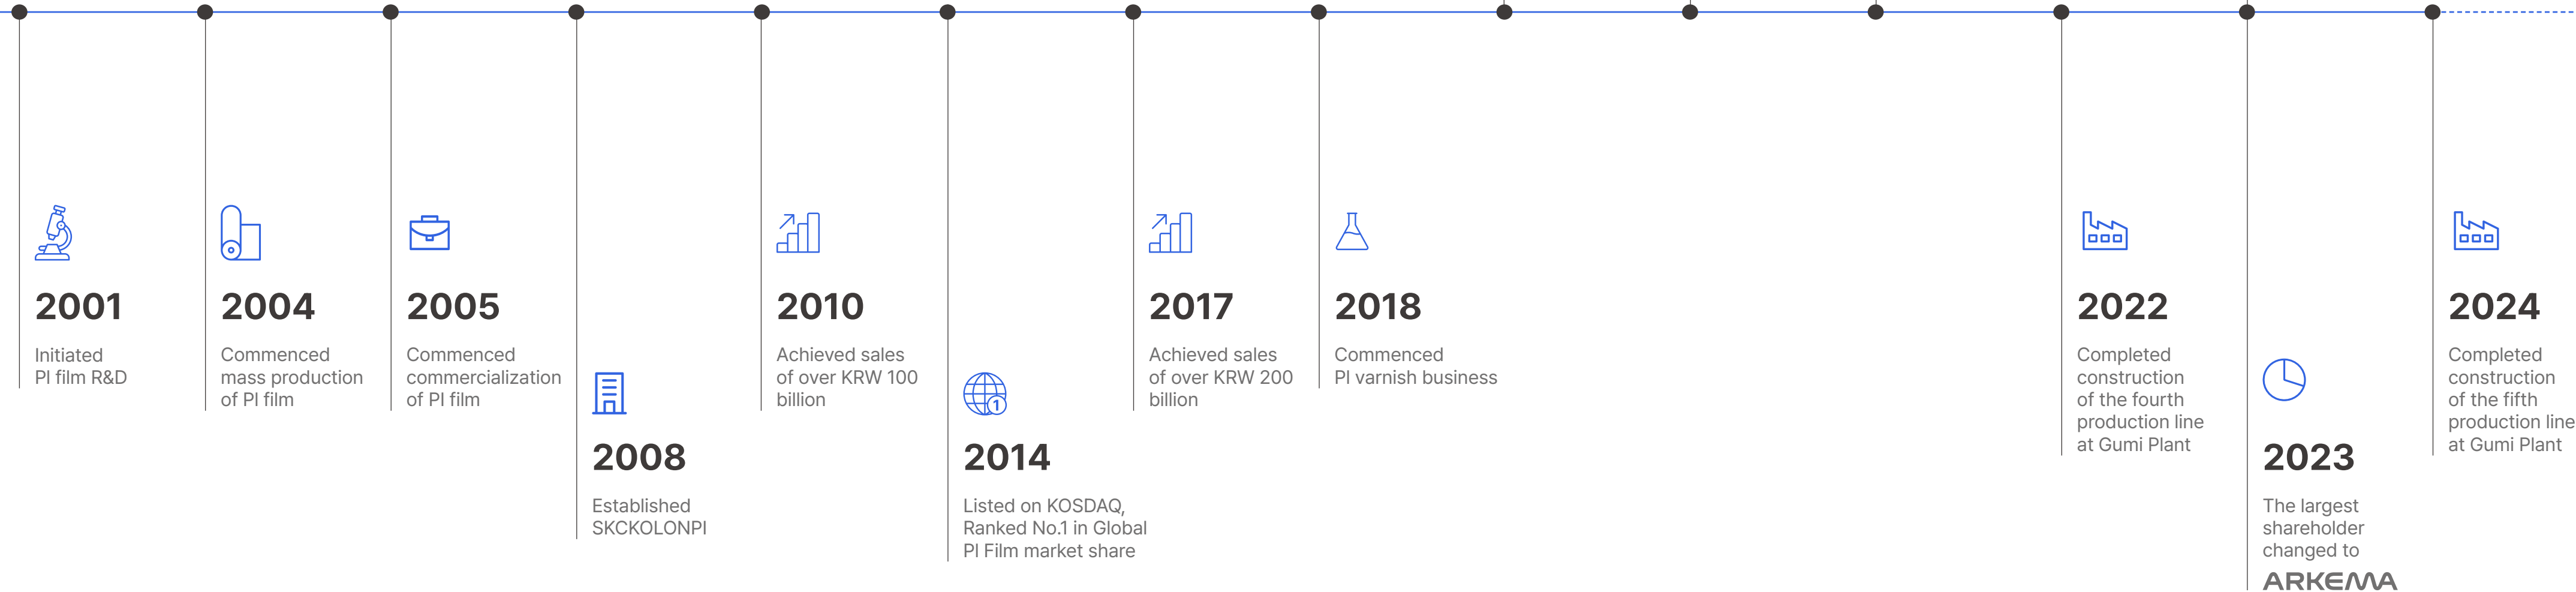 2001
Initiated
PI film R&D
2004
Commenced
mass production
of PI film
2005
Commenced
commercialization
of PI film
2008
Established
SKCKOLONPI
2010
Achieved sales
of over KRW 100
billion
2014
Listed on KOSDAQ,
Ranked No.1 in Global
PI Film market share
1
2017
Achieved sales
of over KRW 200
billion
2018
Commenced
PI varnish business
2022
Completed
construction
of the fourth
production line
at Gumi Plant
2023
The largest
shareholder
changed to
ARKEMA
2024
Completed
construction
of the fifth
production line
at Gumi Plant